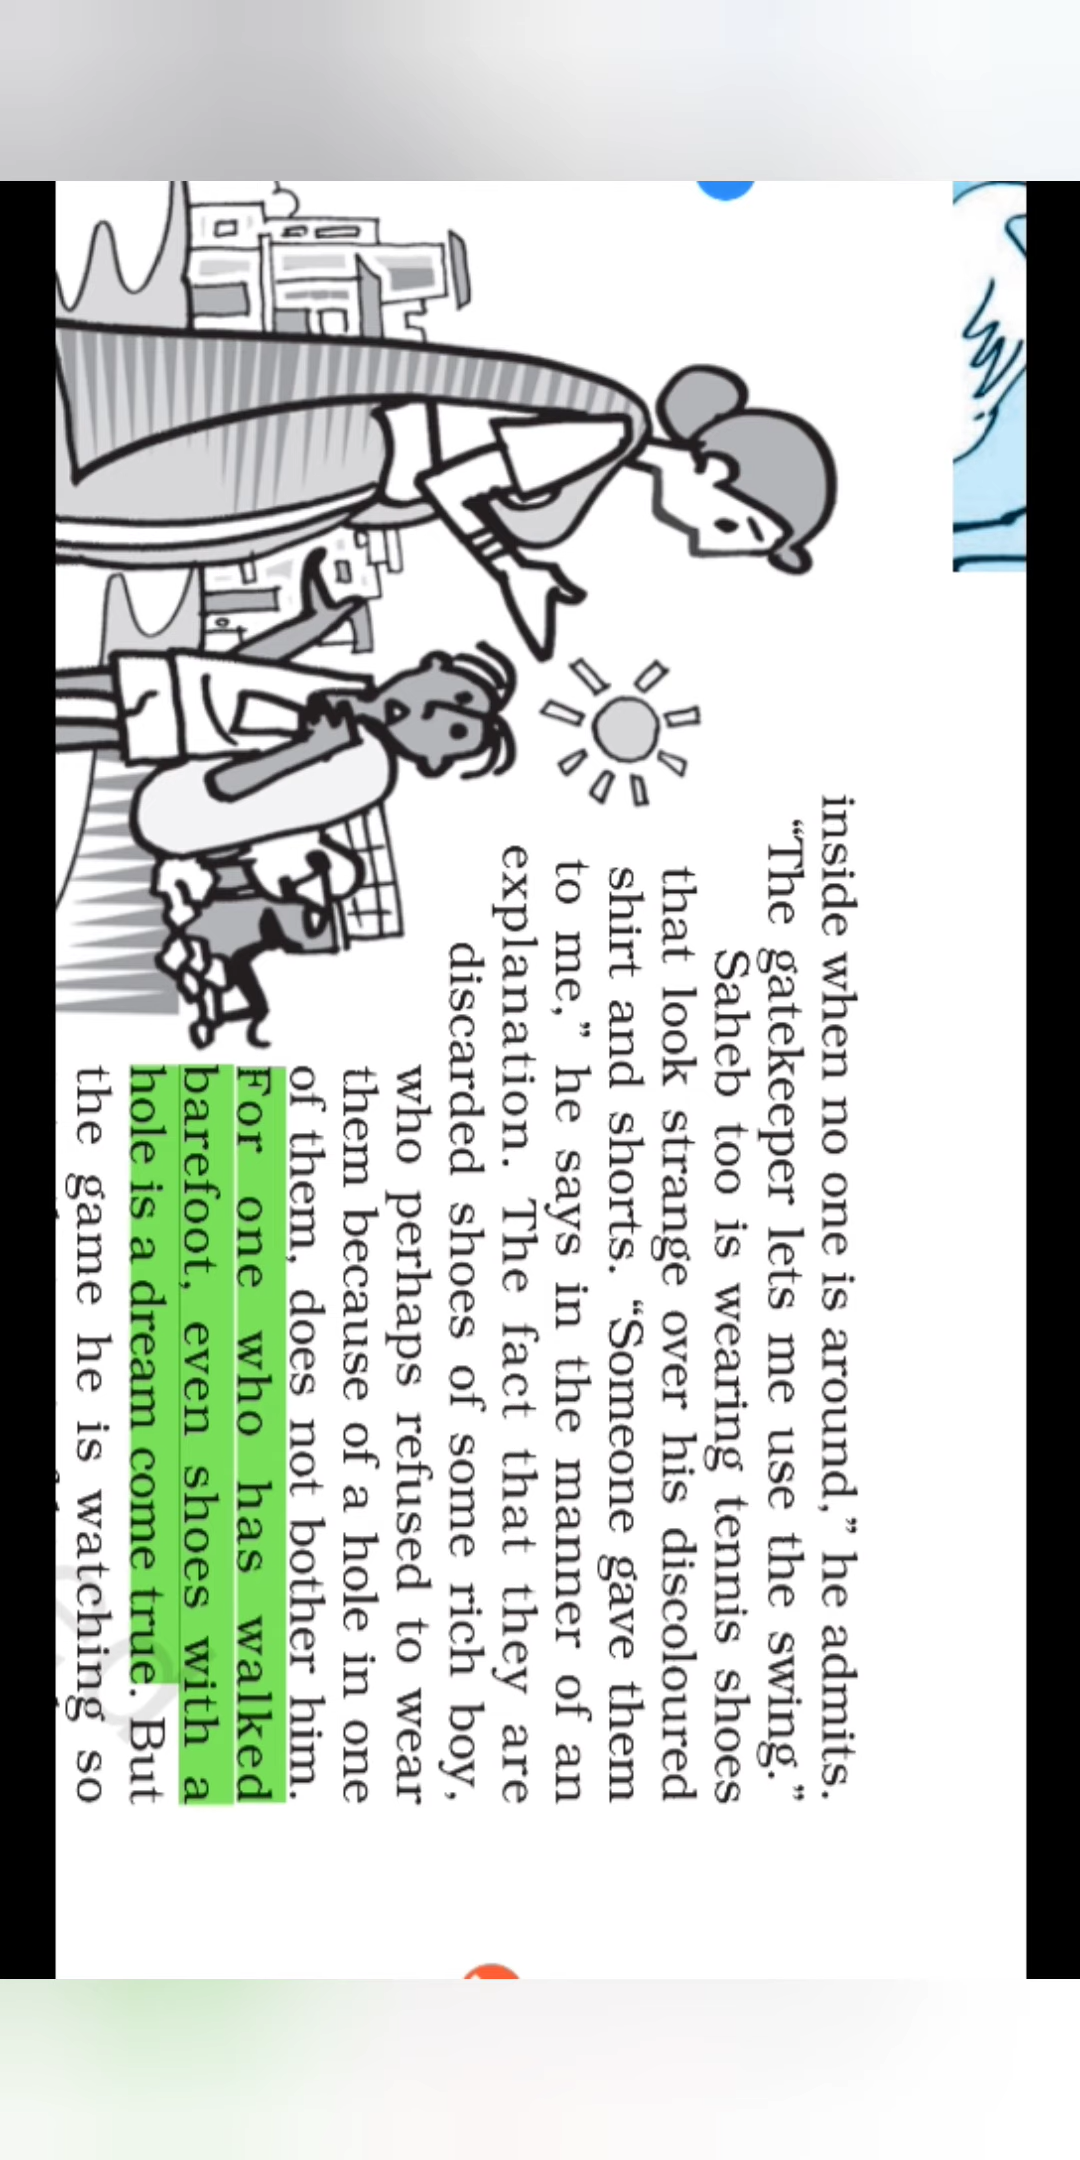 inside when no one is around,” he admits.
“The gatekeeper lets me use the swing.”
Saheb too is wearing tennis shoes
that look strange over his discoloured
shirt and shorts. “Someone gave them
to me,” he says in the manner of an
explanation. The fact that they are
discarded shoes of some rich boy,
who perhaps refused to wear
them because of a hole in one
of them, does not bother him.
For one who has walked
barefoot, even shoes with a
hole is a dream come true. But
the game he is watching so